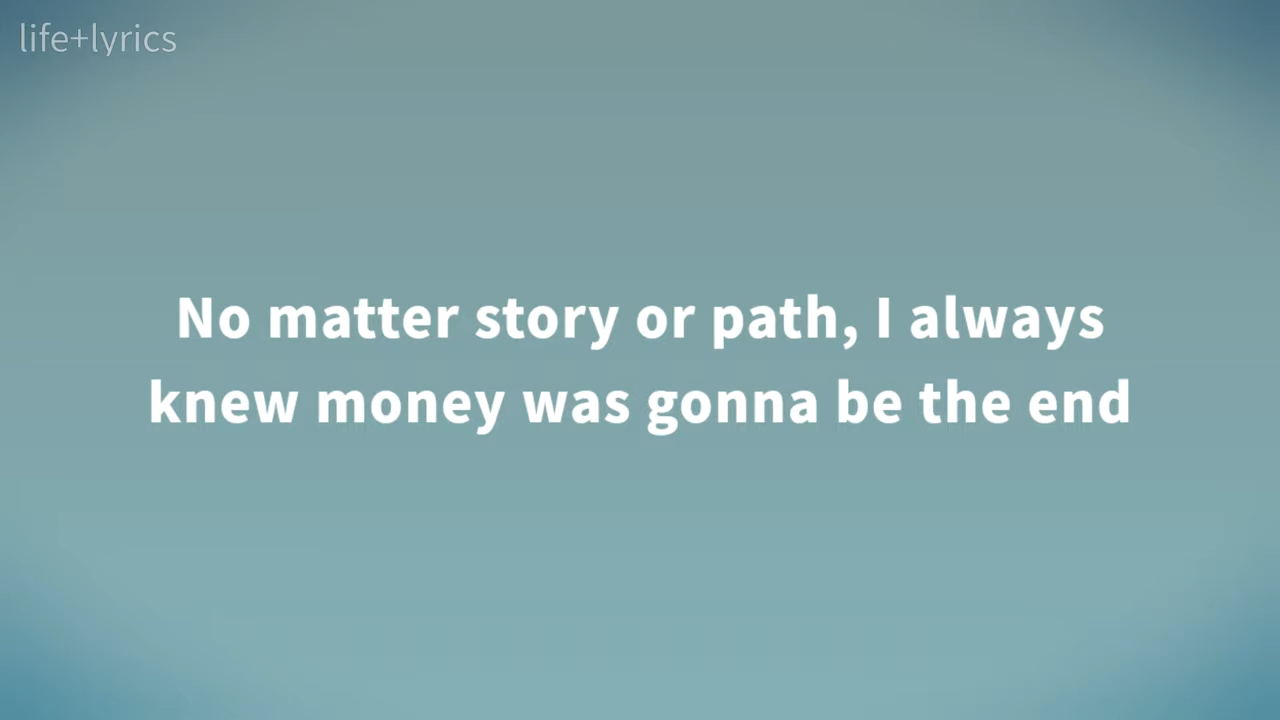 life+lyrics
No matter story or path, I always
knew money was gonna be the end